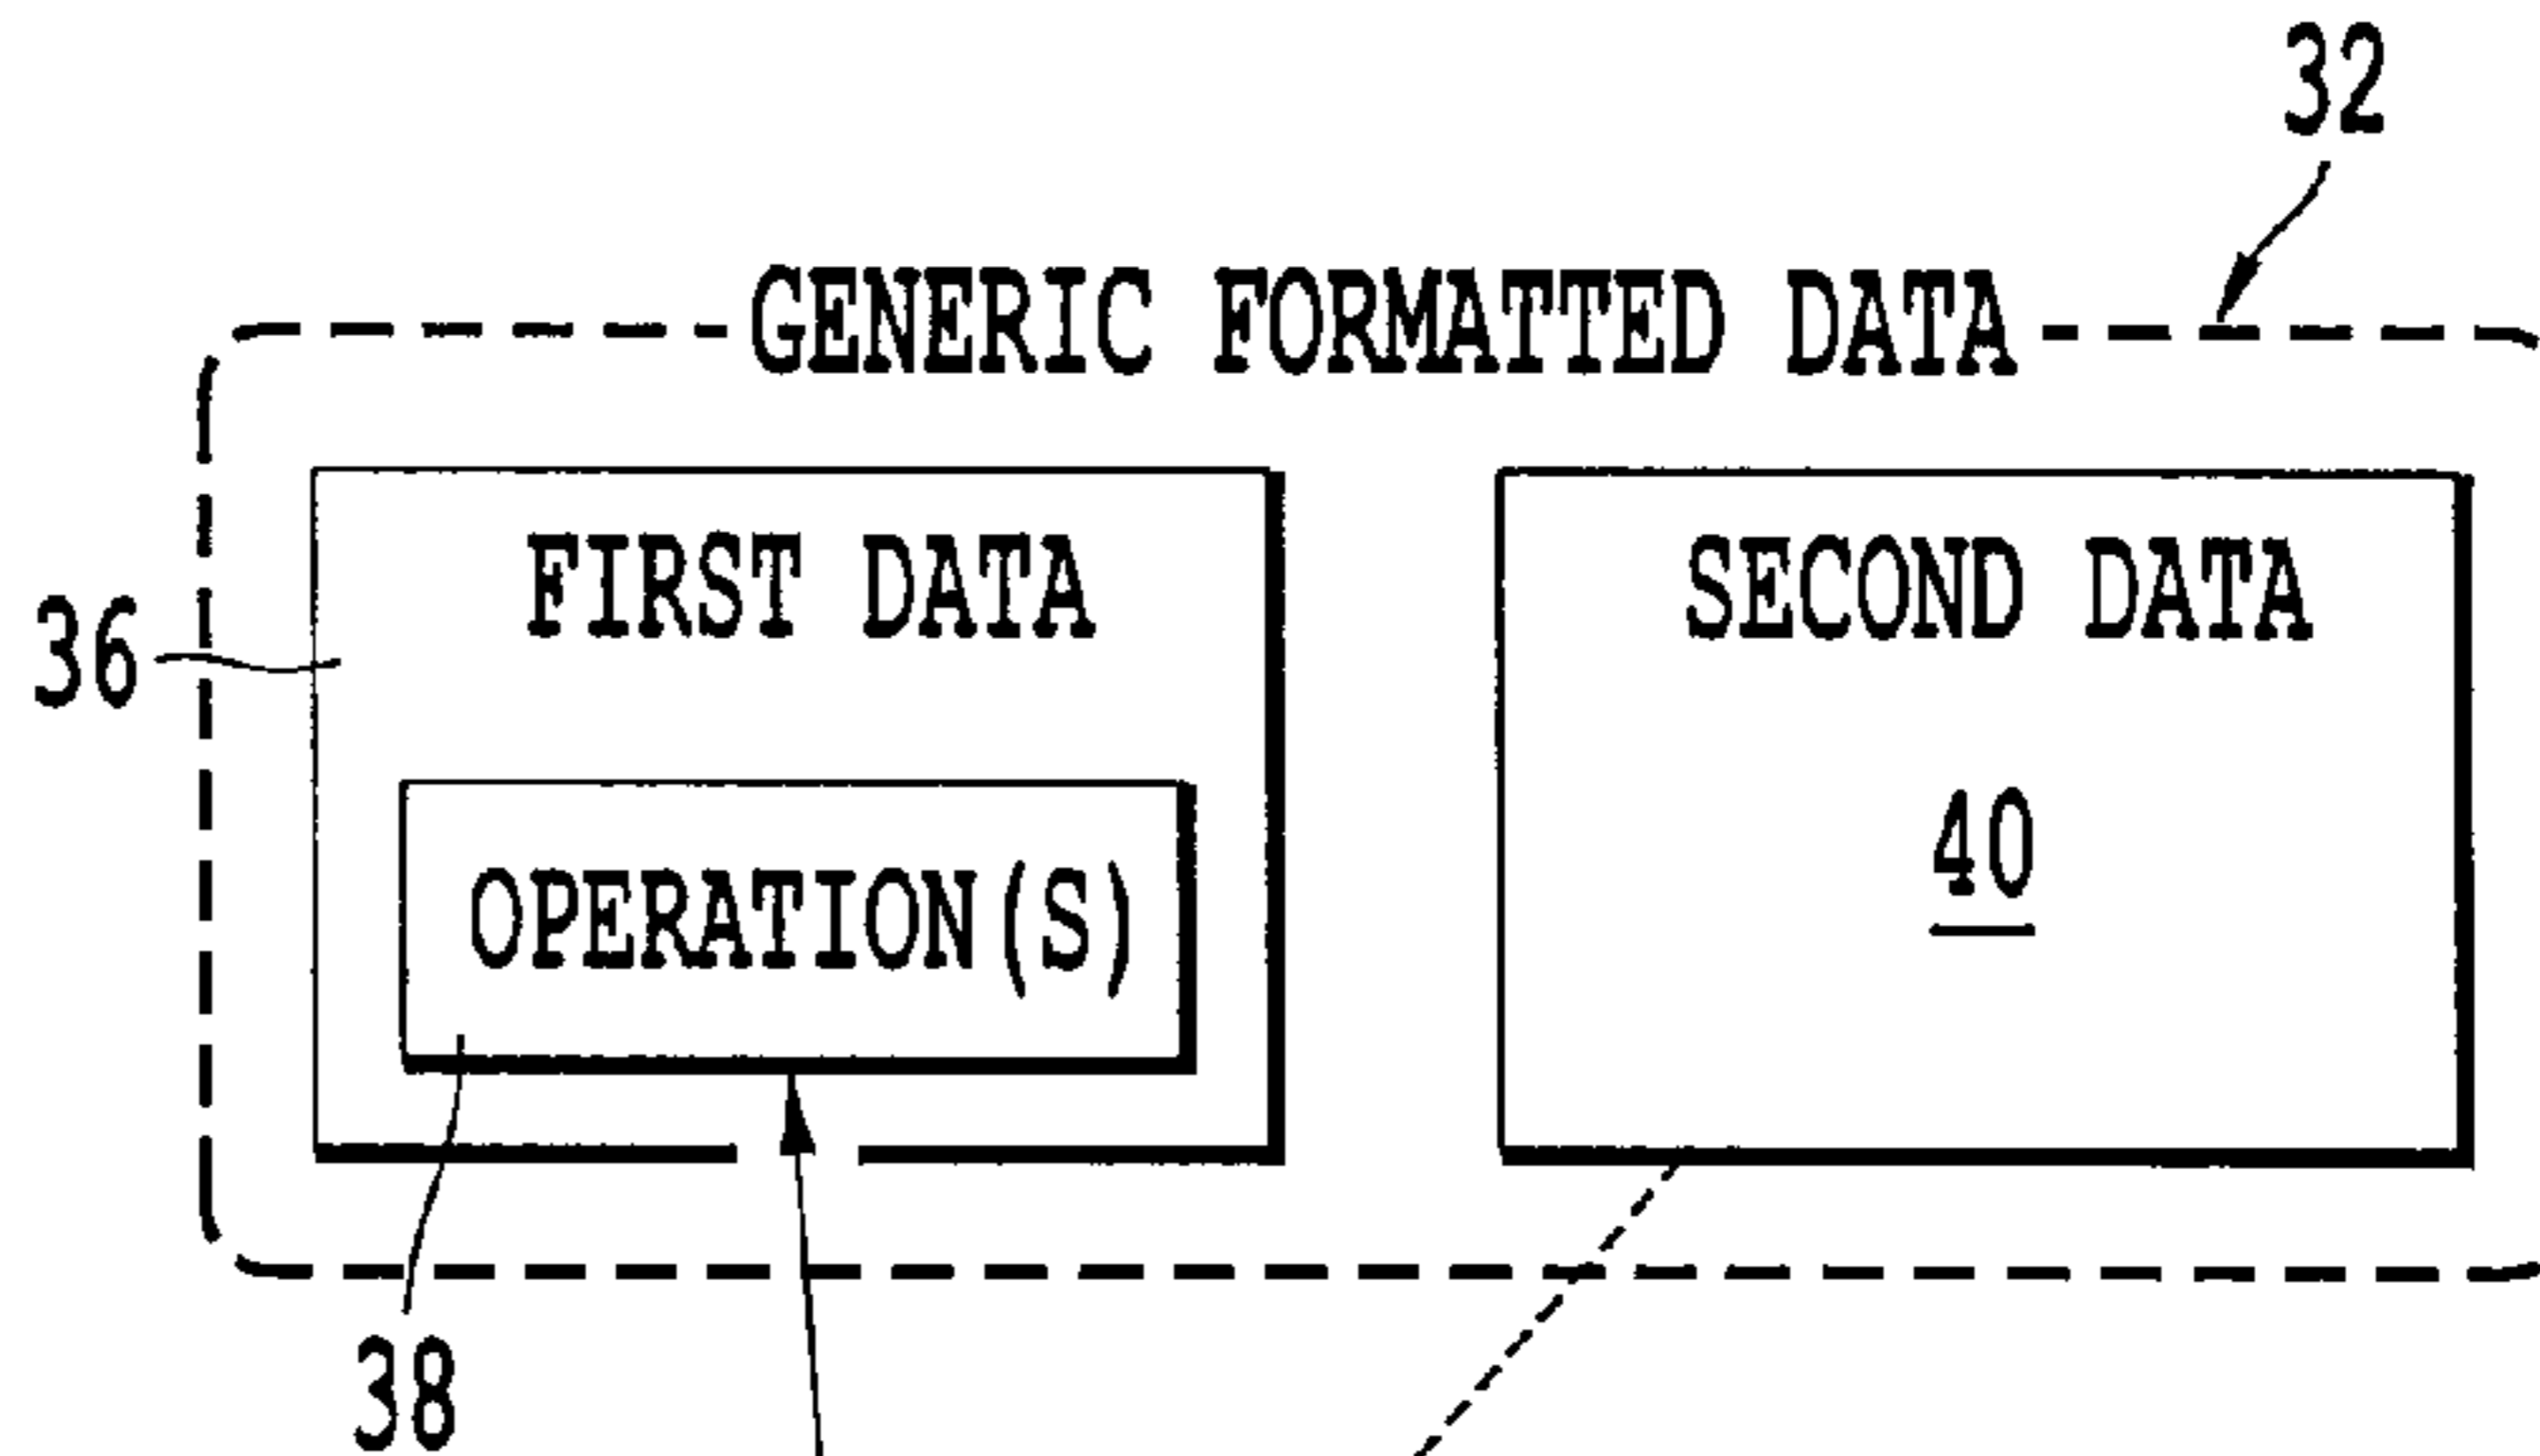 32
GENERIC FORMATTED DATA
FIRST DATA
SECOND DATA
36
40
OPERATION(S)
38